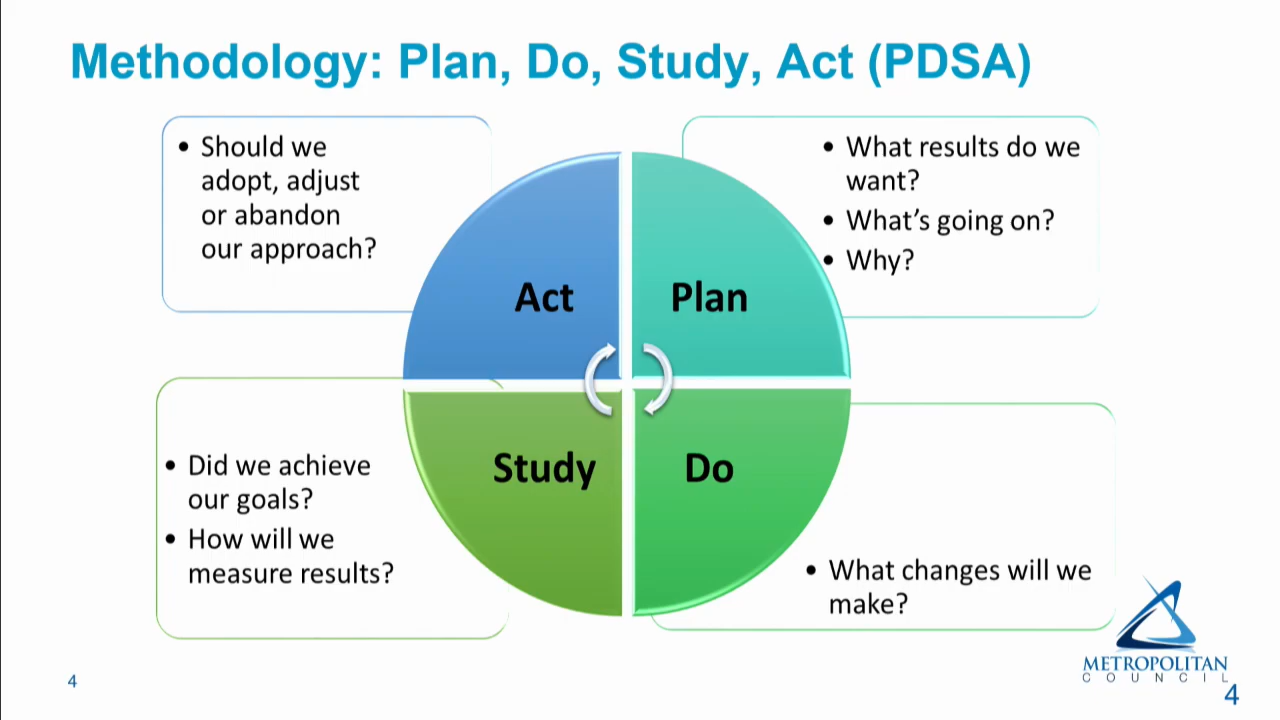 Methodology: Plan, Do, Study, Act (PDSA)
• Should we
adopt, adjust
or abandon
our approach?
• What results do we
want?
• What’s going on?
• Why?
Act
Plan
Study
Do
• Did we achieve
our goals?
• How will we
measure results?
• What changes will we
make?
METROPOLITAN
COUNCIL
4
4